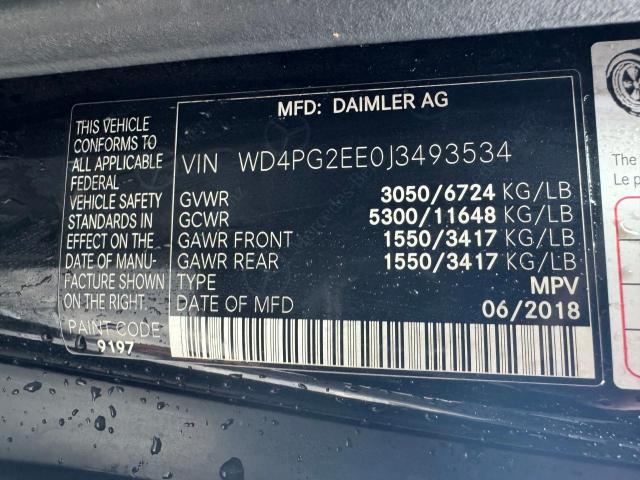 MFD: DAIMLER AG
THIS VEHICLE
CONFORMS TO
ALL APPLICABLE
FEDERAL
VEHICLE SAFETY
STANDARDS IN
EFFECT ON THE
DATE OF MANU-
FACTURE SHOWN
ON THE RIGHT
PAINT CODE
9197
VIN WD4PG2EE0J3493534
GVWR 3050/6724 KG/LB
GCWR 5300/11648 KG/LB
GAWR FRONT 1550/3417 KG/LB
GAWR REAR 1550/3417 KG/LB
TYPE MPV
DATE OF MFD 06/2018
The
Le p